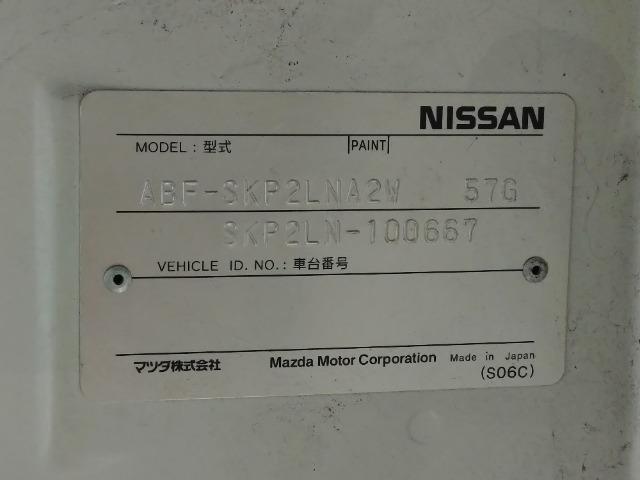 NISSAN
MODEL : 型式 PAINT
ABF-SKP2LNA2W 57G
SKP2LN-100667
VEHICLE ID. NO. : 車台番号
マツダ株式会社 Mazda Motor Corporation Made in Japan
(S06C)